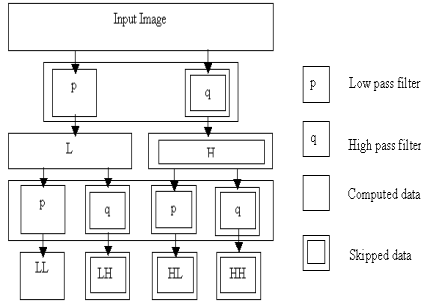 Input Image
p
q
p
Low pass filter
q
High pass filter
L
H
Computed data
p
q
p
q
Skipped data
LL
LH
HL
HH